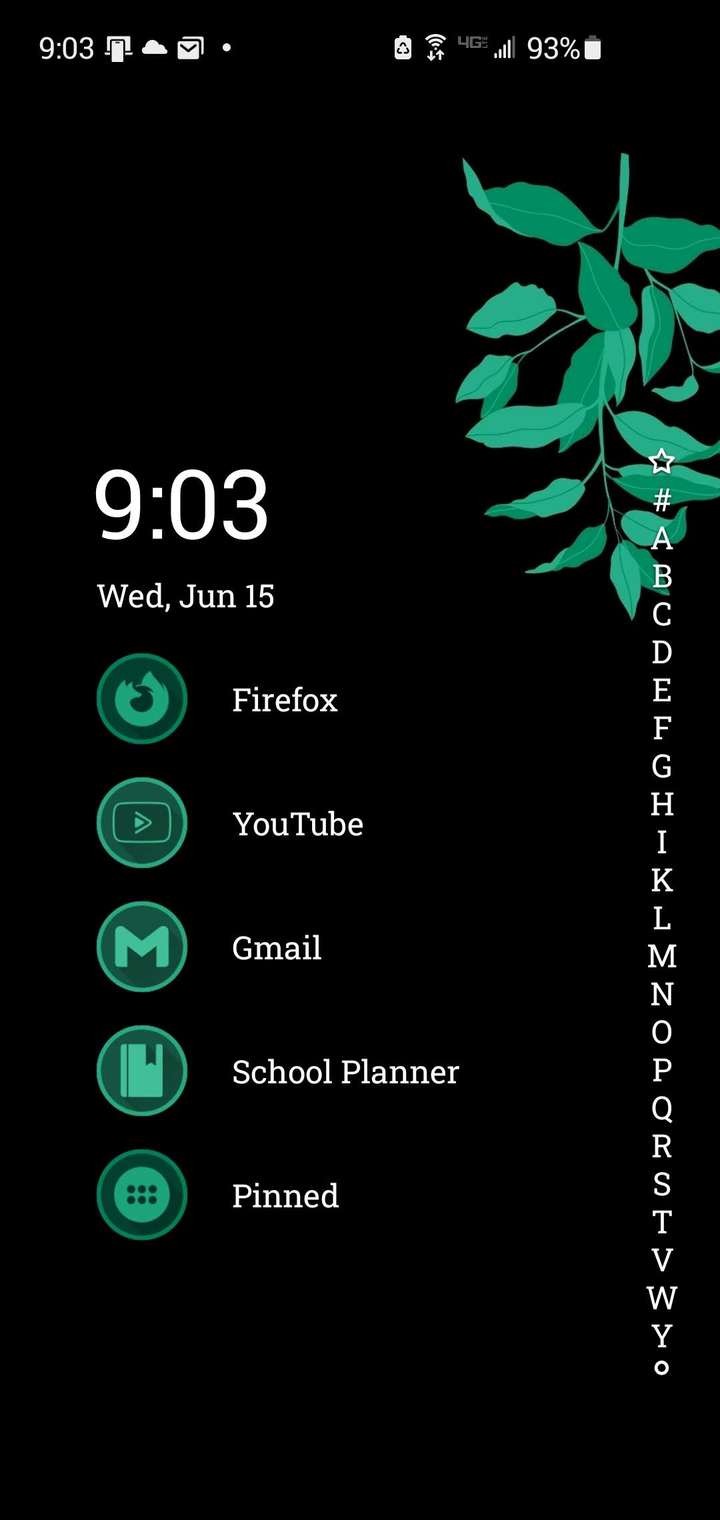 9:03 4G 93%
9:03
Wed, Jun 15
Firefox
YouTube
Gmail
School Planner
Pinned
#
A
B
C
D
E
F
G
H
I
K
L
M
N
O
P
Q
R
S
T
V
W
Y